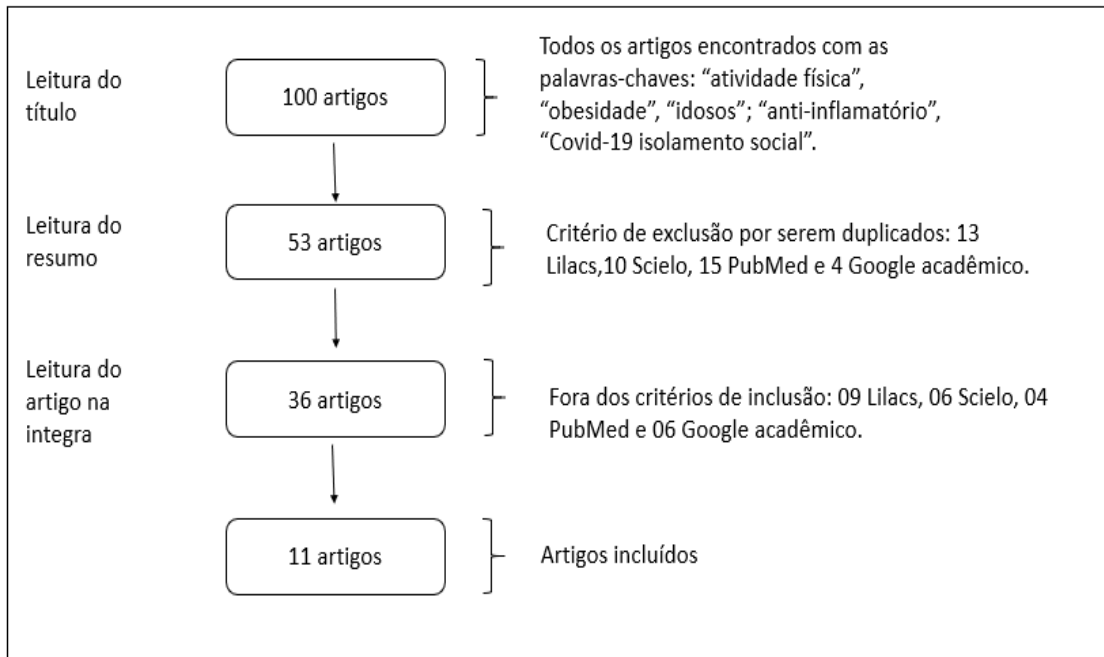 Leitura do
título
100 artigos
Todos os artigos encontrados com as
palavras-chaves: “atividade física”,
“obesidade”, “idosos”; “anti-inflamatório”,
“Covid-19 isolamento social”.
Leitura do
resumo
53 artigos
Critério de exclusão por serem duplicados: 13
Lilacs,10 Scielo, 15 PubMed e 4 Google acadêmico.
Leitura do
artigo na
integra
36 artigos
Fora dos critérios de inclusão: 09 Lilacs, 06 Scielo, 04
PubMed e 06 Google acadêmico.
11 artigos
Artigos incluídos